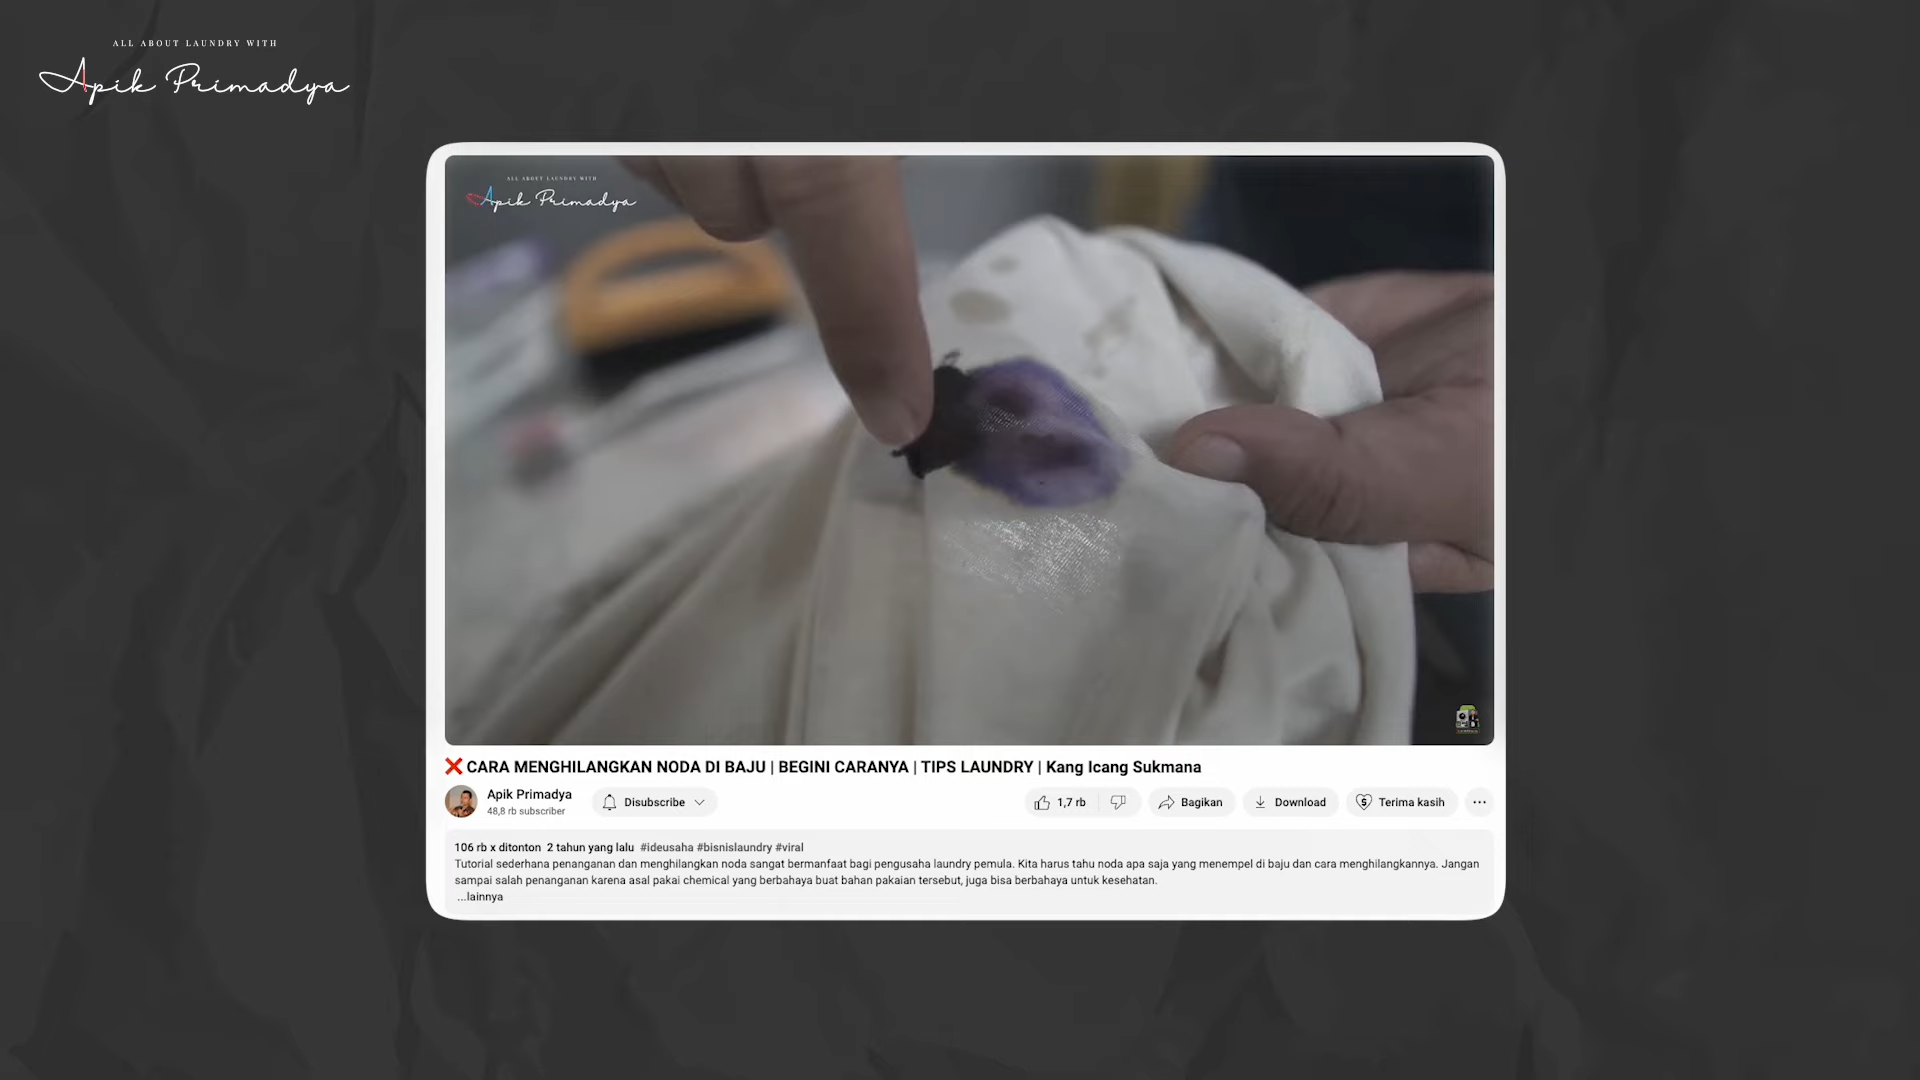 ALL ABOUT LAUNDRY WITH
Apik Primadya
ALL ABOUT LAUNDRY WITH
Apik Primadya
❌ CARA MENGHILANGKAN NODA DI BAJU | BEGINI CARANYA | TIPS LAUNDRY | Kang Icang Sukmana
Apik Primadya
48,8 rb subscriber
Disubscribe
1,7 rb
Bagikan
Download
Terima kasih
106 rb x ditonton 2 tahun yang lalu #ideusaha #bisnislaundry #viral
Tutorial sederhana penanganan dan menghilangkan noda sangat bermanfaat bagi pengusaha laundry pemula. Kita harus tahu noda apa saja yang menempel di baju dan cara menghilangkannya. Jangan
sampai salah penanganan karena asal pakai chemical yang berbahaya buat bahan pakaian tersebut, juga bisa berbahaya untuk kesehatan.
...lainnya